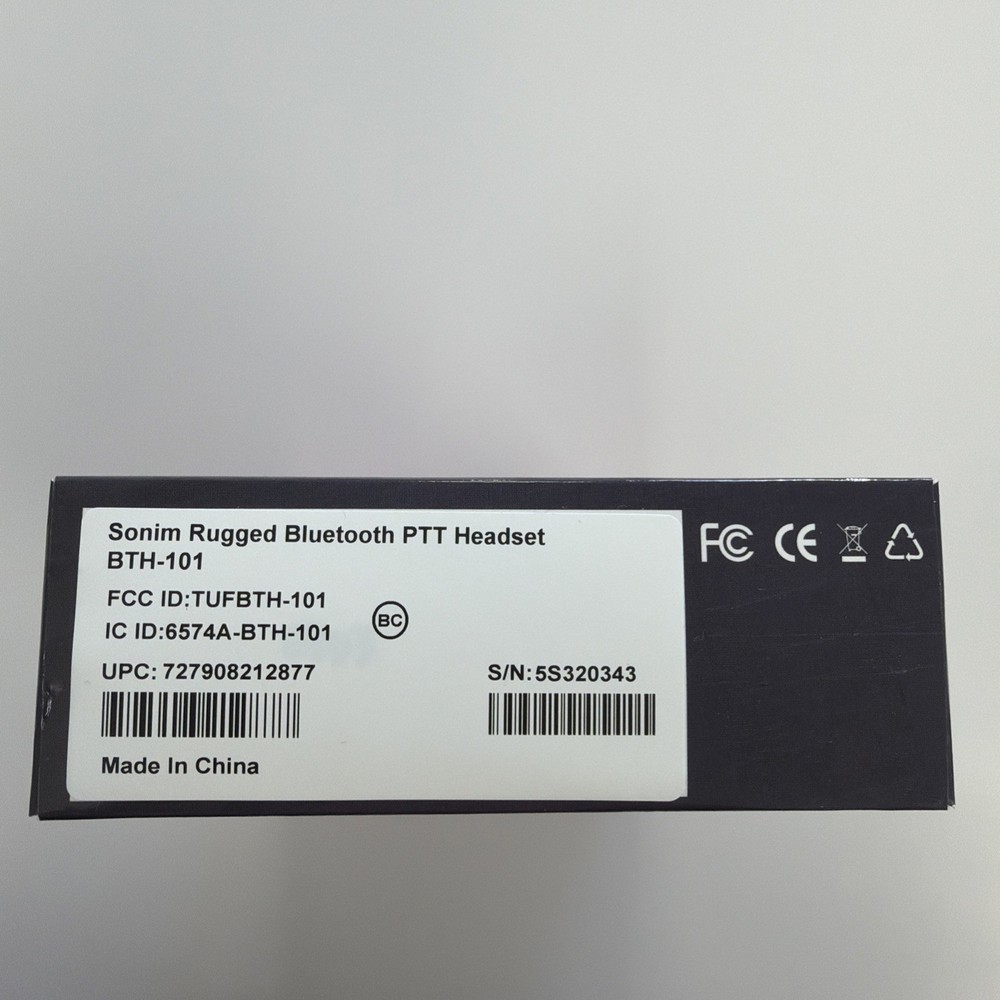 Sonim Rugged Bluetooth PTT Headset
BTH-101
FCC ID:TUFBTH-101
IC ID:6574A-BTH-101
BC
UPC: 727908212877
S/N:5S320343
Made In China
FC CE